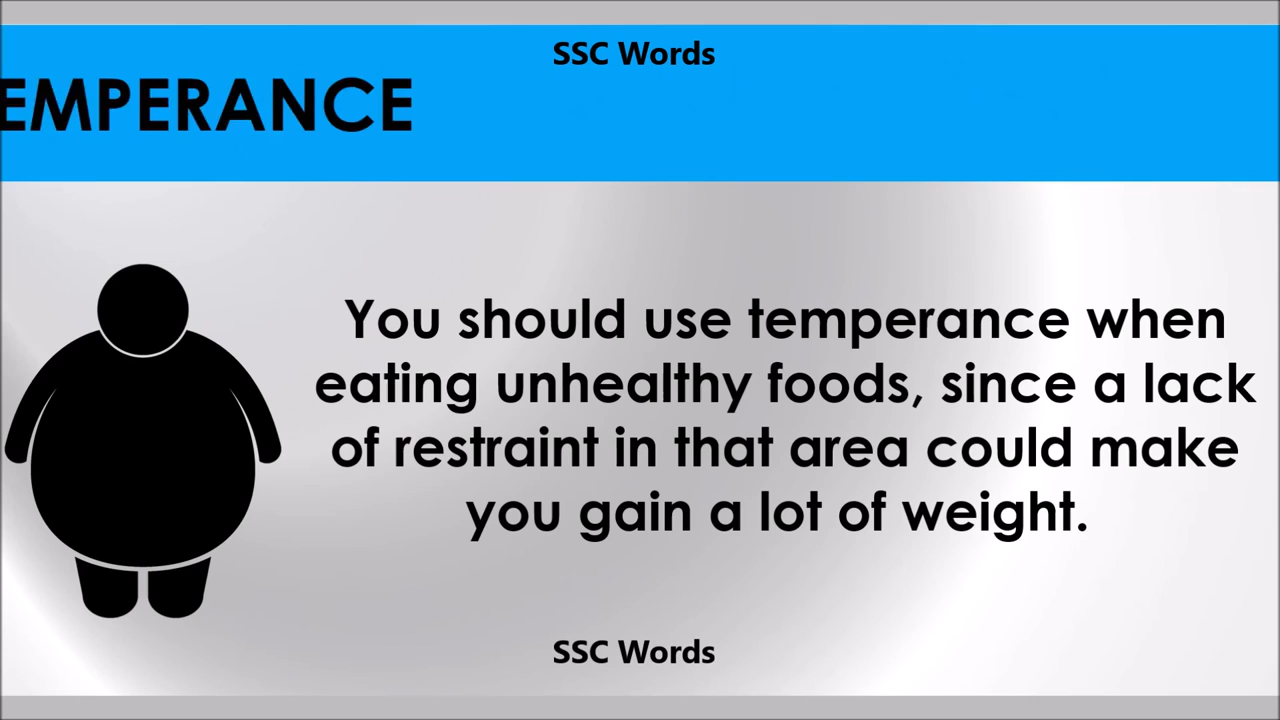 SSC Words
EMPERANCE
You should use temperance when
eating unhealthy foods, since a lack
of restraint in that area could make
you gain a lot of weight.
SSC Words